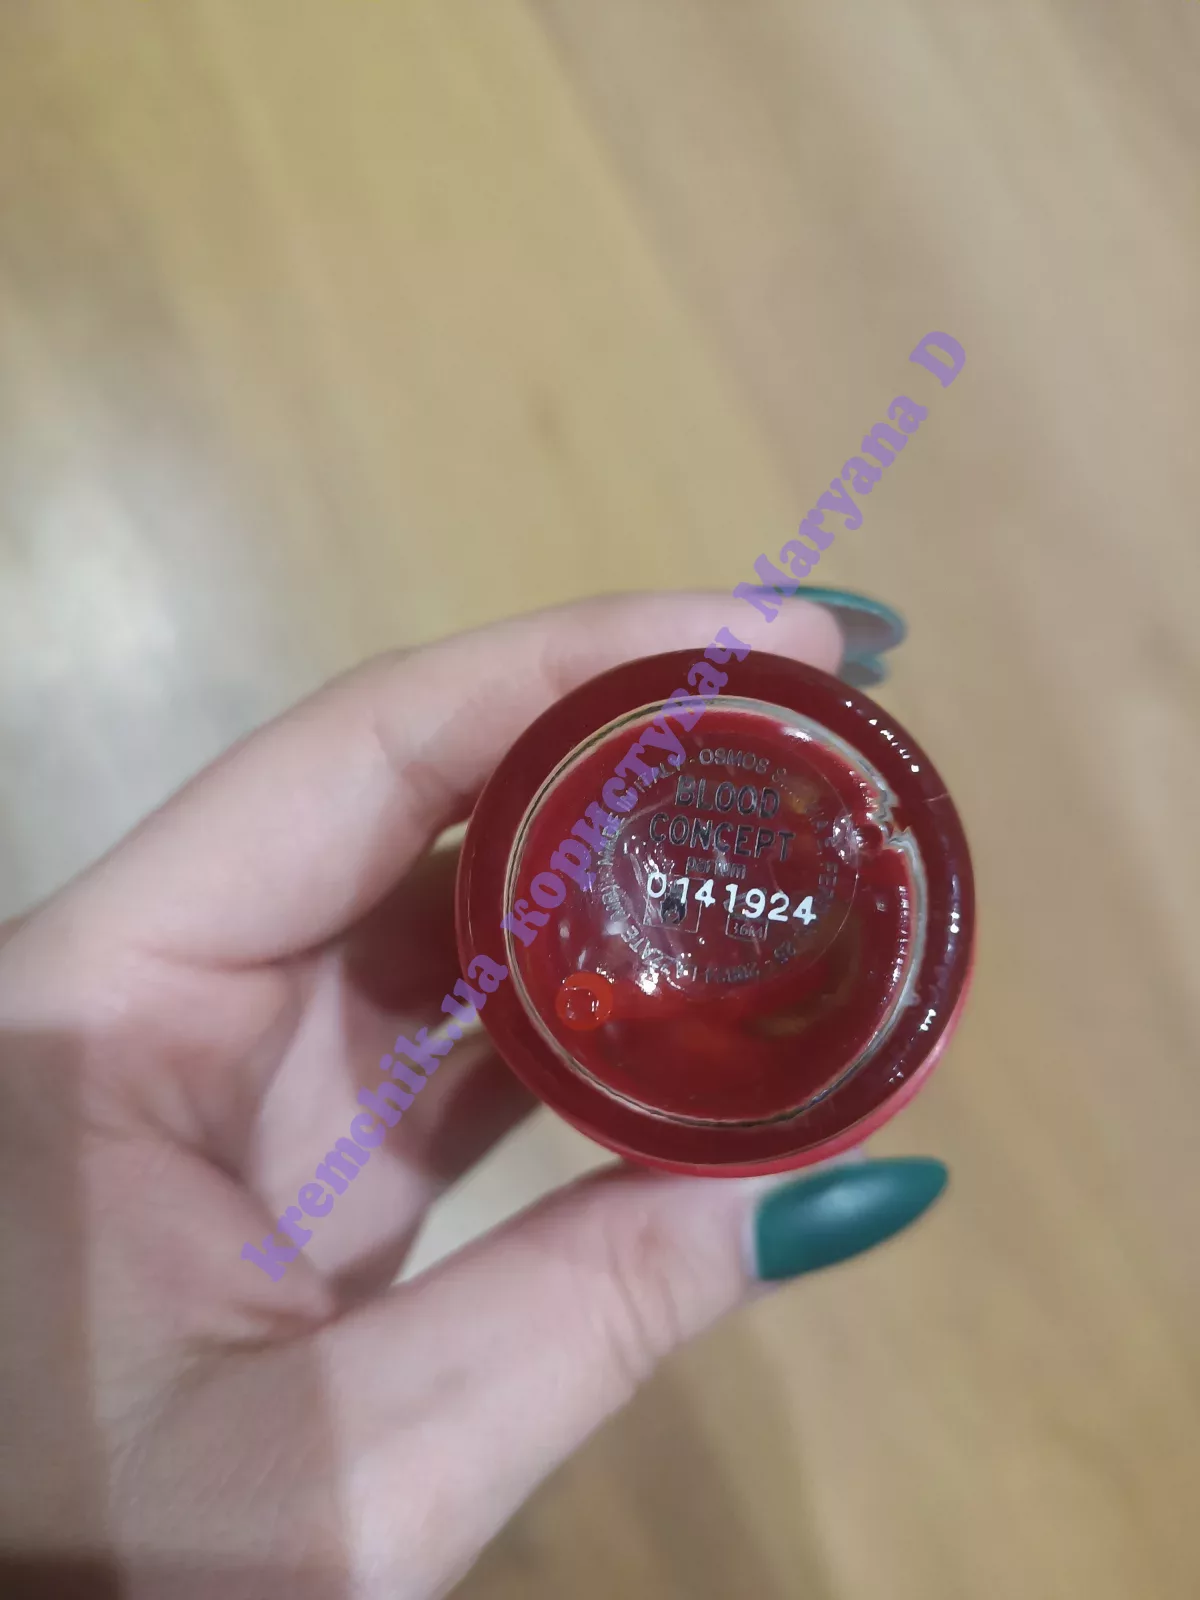 BLOOD
CONCEPT
parfum
0141924
36M
MADE IN ITALY - OSMOS
kremchik.ua Користувач Maryana D